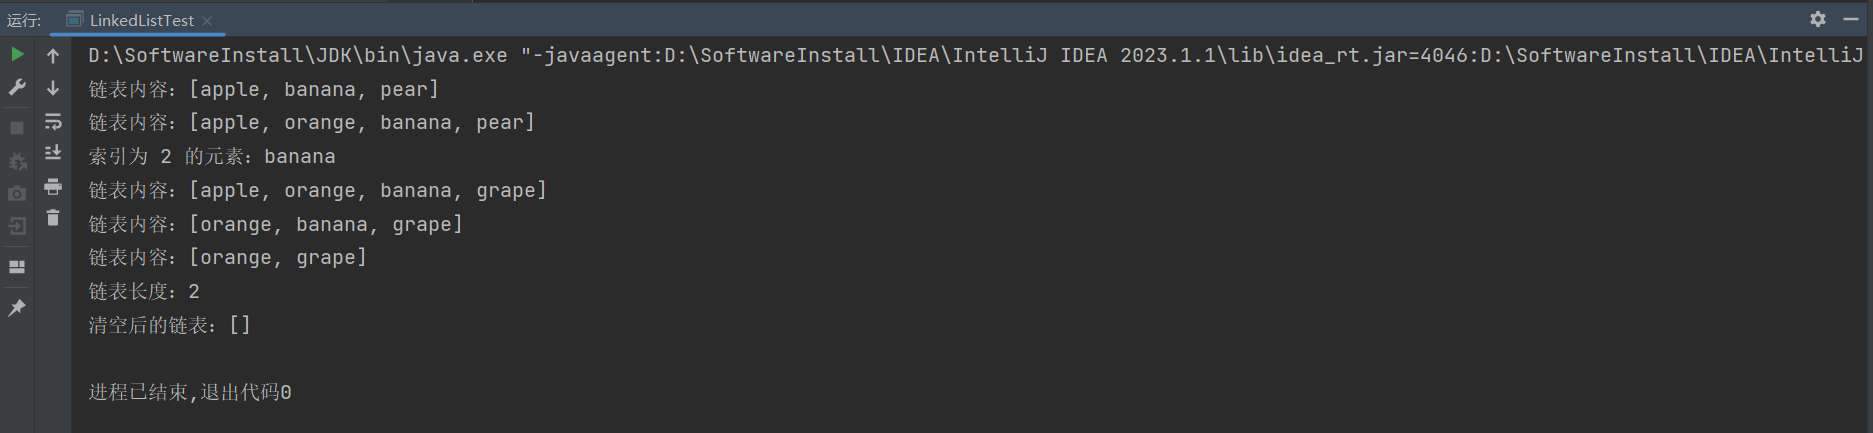 运行: LinkedListTest
D:\SoftwareInstall\JDK\bin\java.exe "-javaagent:D:\SoftwareInstall\IDEA\IntelliJ IDEA 2023.1.1\lib\idea_rt.jar=4046:D:\SoftwareInstall\IDEA\IntelliJ
链表内容：[apple, banana, pear]
链表内容：[apple, orange, banana, pear]
索引为 2 的元素：banana
链表内容：[apple, orange, banana, grape]
链表内容：[orange, banana, grape]
链表内容：[orange, grape]
链表长度：2
清空后的链表：[]
进程已结束,退出代码0